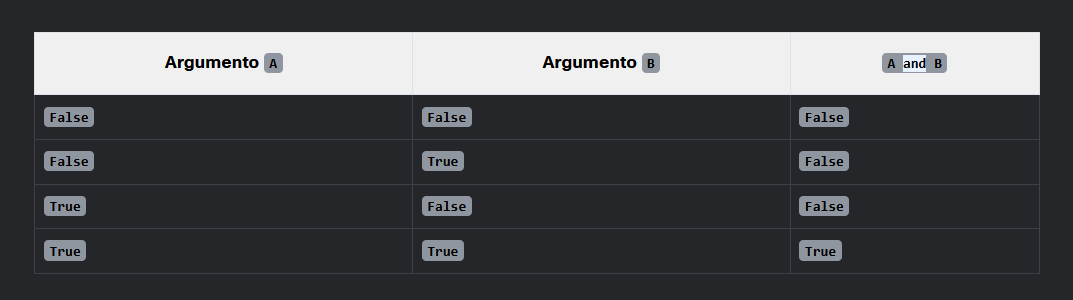 Argumento A Argumento B A and B
False False False
False True False
True False False
True True True